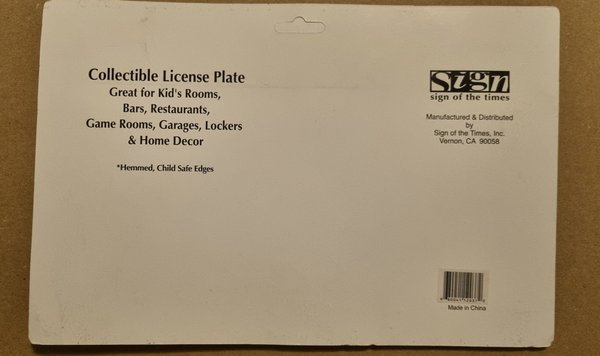 Collectible License Plate
Great for Kid's Rooms,
Bars, Restaurants,
Game Rooms, Garages, Lockers
& Home Decor
*Hemmed, Child Safe Edges
Sign
sign of the times
Manufactured & Distributed
by
Sign of the Times, Inc.
Vernon, CA 90058
Made in China